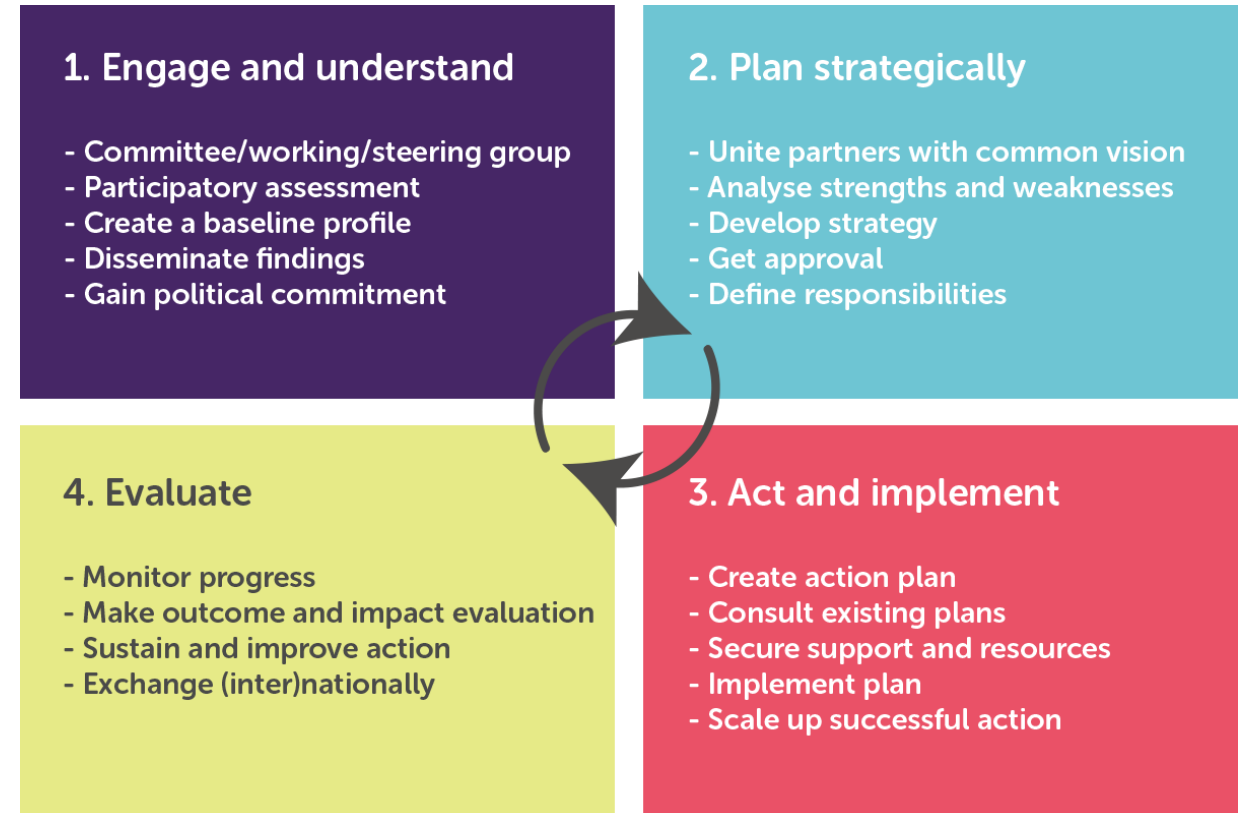 1. Engage and understand
- Committee/working/steering group
- Participatory assessment
- Create a baseline profile
- Disseminate findings
- Gain political commitment
2. Plan strategically
- Unite partners with common vision
- Analyse strengths and weaknesses
- Develop strategy
- Get approval
- Define responsibilities
3. Act and implement
- Create action plan
- Consult existing plans
- Secure support and resources
- Implement plan
- Scale up successful action
4. Evaluate
- Monitor progress
- Make outcome and impact evaluation
- Sustain and improve action
- Exchange (inter)nationally